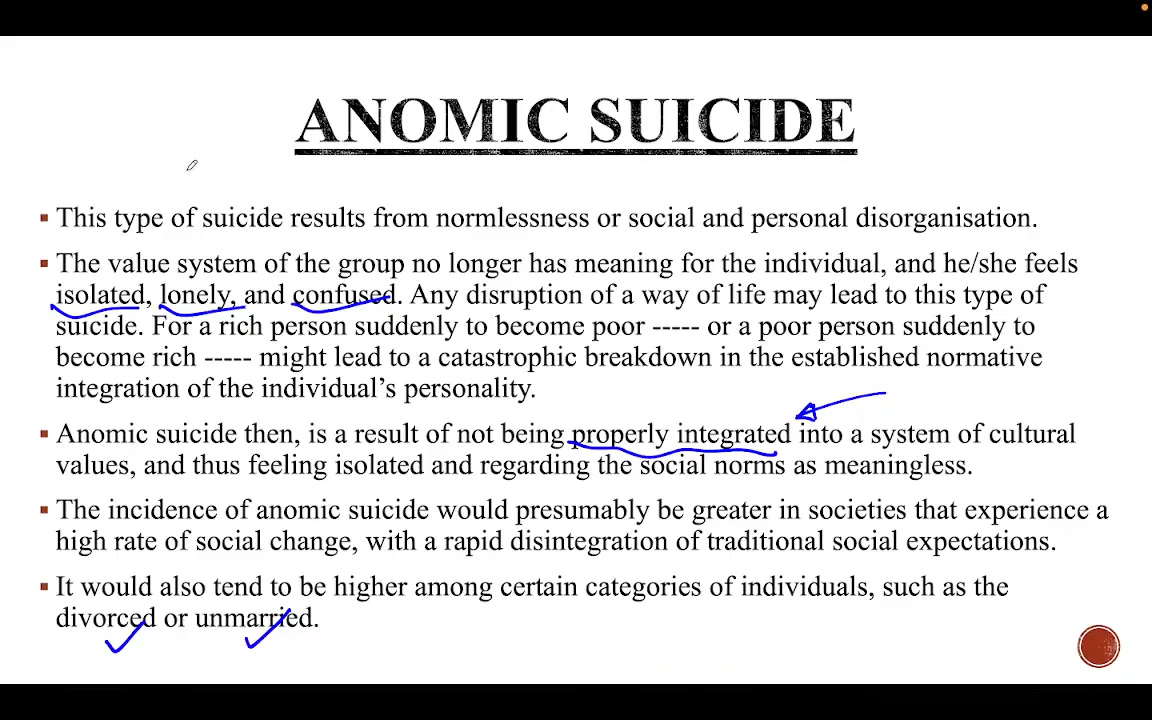 ANOMIC SUICIDE
▪ This type of suicide results from normlessness or social and personal disorganisation.
▪ The value system of the group no longer has meaning for the individual, and he/she feels
isolated, lonely, and confused. Any disruption of a way of life may lead to this type of
suicide. For a rich person suddenly to become poor ----- or a poor person suddenly to
become rich ----- might lead to a catastrophic breakdown in the established normative
integration of the individual's personality.
▪ Anomic suicide then, is a result of not being properly integrated into a system of cultural
values, and thus feeling isolated and regarding the social norms as meaningless.
▪ The incidence of anomic suicide would presumably be greater in societies that experience a
high rate of social change, with a rapid disintegration of traditional social expectations.
▪ It would also tend to be higher among certain categories of individuals, such as the
divorced or unmarried.